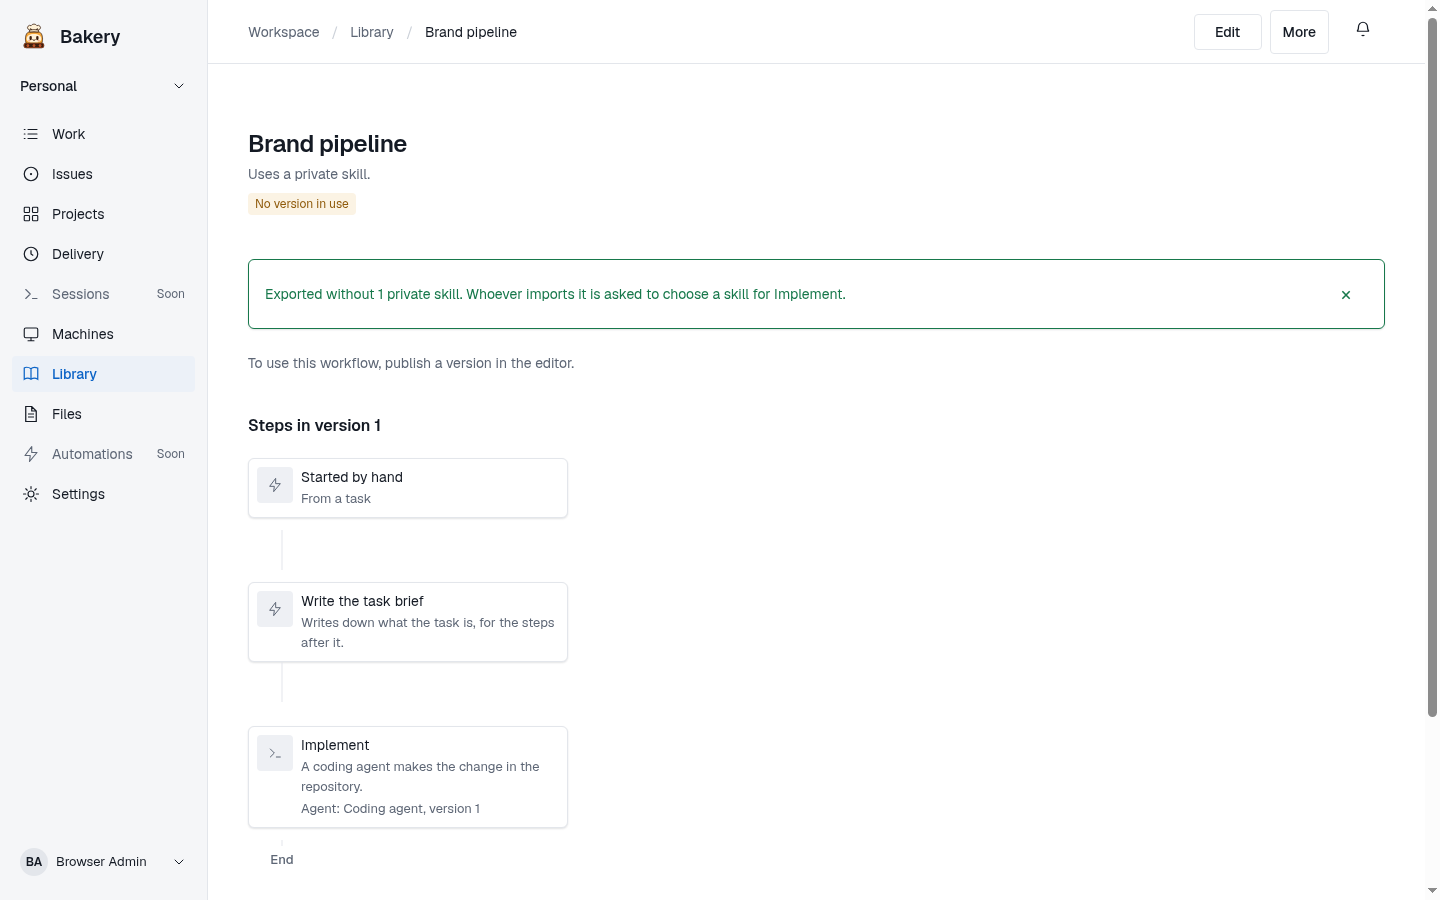 Bakery
Personal
Work
Issues
Projects
Delivery
Sessions Soon
Machines
Library
Files
Automations Soon
Settings
BA Browser Admin
Workspace / Library / Brand pipeline
Edit
More
Brand pipeline
Uses a private skill.
No version in use
Exported without 1 private skill. Whoever imports it is asked to choose a skill for Implement.
To use this workflow, publish a version in the editor.
Steps in version 1
Started by hand
From a task
Write the task brief
Writes down what the task is, for the steps
after it.
Implement
A coding agent makes the change in the
repository.
Agent: Coding agent, version 1
End